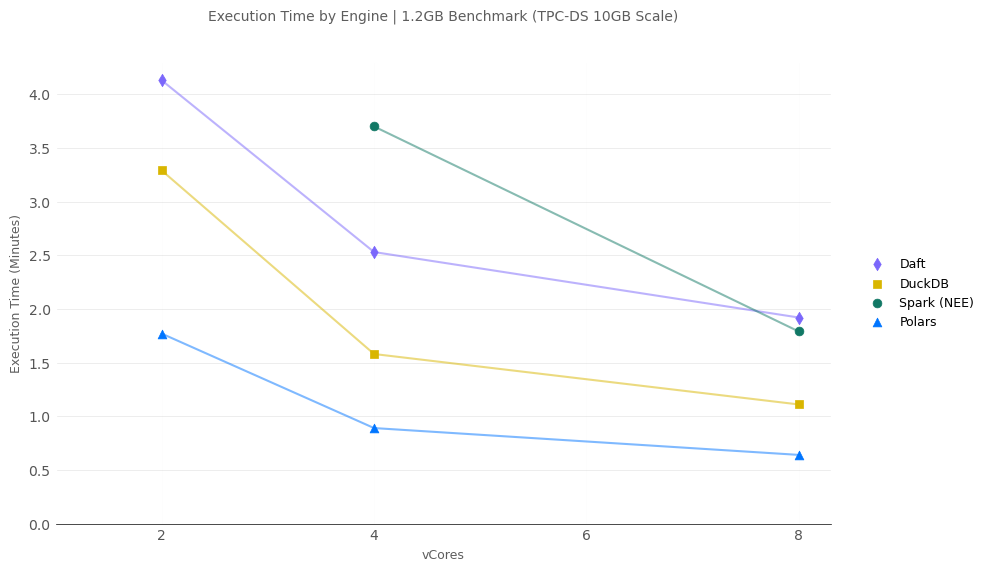 Execution Time by Engine | 1.2GB Benchmark (TPC-DS 10GB Scale)
Execution Time (Minutes)
4.0
3.5
3.0
2.5
2.0
1.5
1.0
0.5
0.0
2
4
6
8
vCores
Daft
DuckDB
Spark (NEE)
Polars